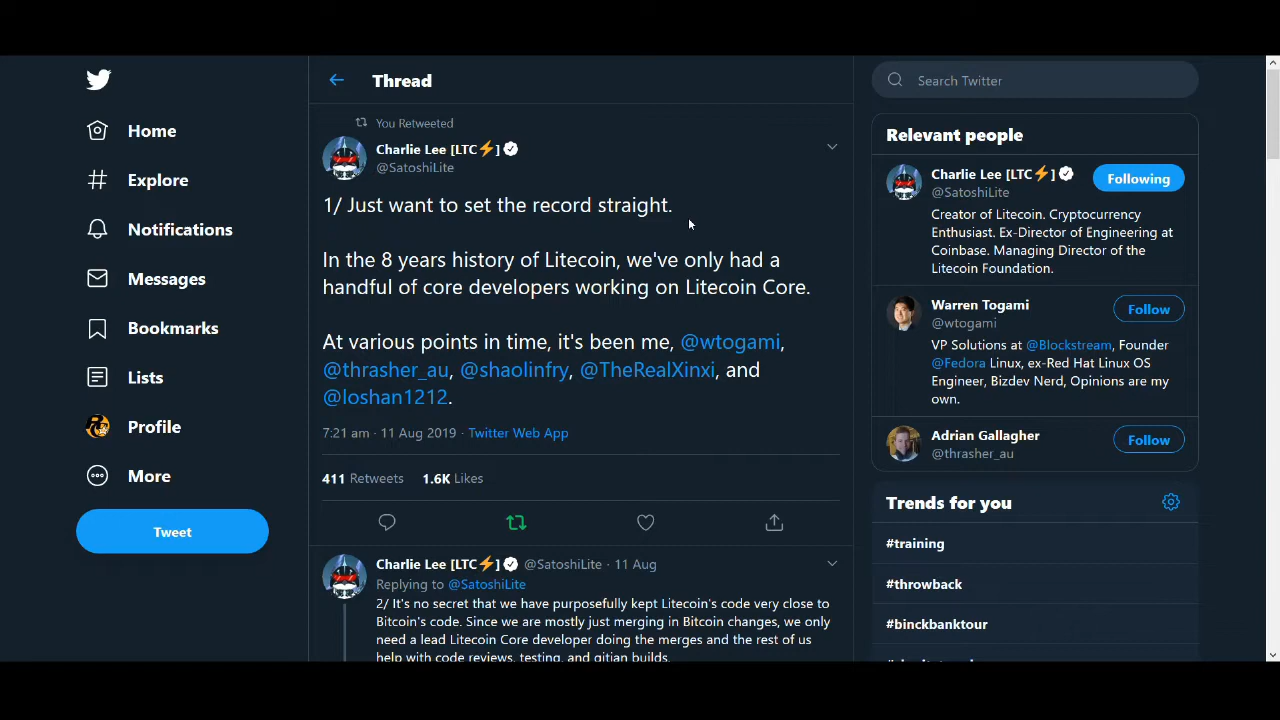 Home
Explore
Notifications
Messages
Bookmarks
Lists
Profile
More
Tweet
Thread
You Retweeted
Charlie Lee [LTC⚡]
@SatoshiLite
1/ Just want to set the record straight.
In the 8 years history of Litecoin, we've only had a
handful of core developers working on Litecoin Core.
At various points in time, it's been me, @wtogami,
@thrasher_au, @shaolinfry, @TheRealXinxi, and
@loshan1212.
7:21 am · 11 Aug 2019 · Twitter Web App
411 Retweets 1.6K Likes
Charlie Lee [LTC⚡] @SatoshiLite · 11 Aug
Replying to @SatoshiLite
2/ It's no secret that we have purposefully kept Litecoin's code very close to
Bitcoin's code. Since we are mostly just merging in Bitcoin changes, we only
need a lead Litecoin Core developer doing the merges and the rest of us
help with code reviews, testing, and gitian builds.
Search Twitter
Relevant people
Charlie Lee [LTC⚡]
Following
@SatoshiLite
Creator of Litecoin. Cryptocurrency
Enthusiast. Ex-Director of Engineering at
Coinbase. Managing Director of the
Litecoin Foundation.
Warren Togami
Follow
@wtogami
VP Solutions at @Blockstream, Founder
@Fedora Linux, ex-Red Hat Linux OS
Engineer, Bizdev Nerd, Opinions are my
own.
Adrian Gallagher
Follow
@thrasher_au
Trends for you
#training
#throwback
#binckbanktour